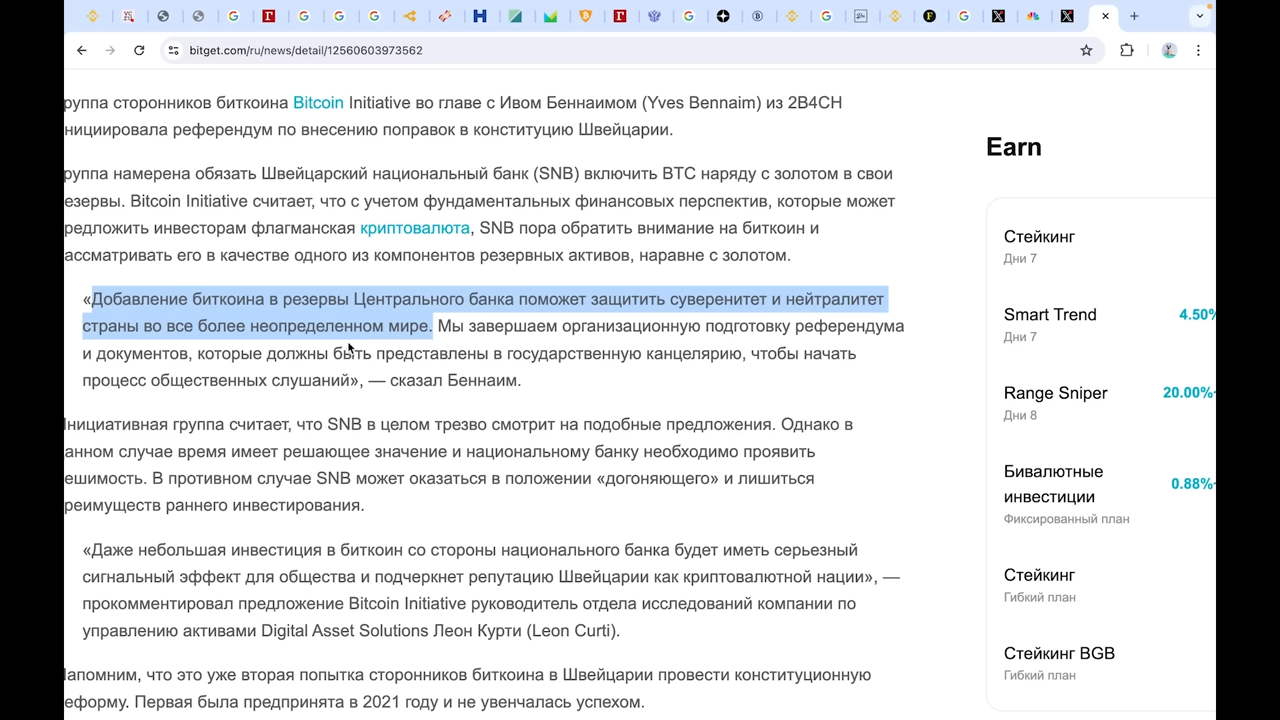 bitget.com/ru/news/detail/12560603973562
руппа сторонников биткоина Bitcoin Initiative во главе с Ивом Беннаимом (Yves Bennaim) из 2B4CH
нициировала референдум по внесению поправок в конституцию Швейцарии.
руппа намерена обязать Швейцарский национальный банк (SNB) включить BTC наряду с золотом в свои
езервы. Bitcoin Initiative считает, что с учетом фундаментальных финансовых перспектив, которые может
редложить инвесторам флагманская криптовалюта, SNB пора обратить внимание на биткоин и
ассматривать его в качестве одного из компонентов резервных активов, наравне с золотом.
«Добавление биткоина в резервы Центрального банка поможет защитить суверенитет и нейтралитет
страны во все более неопределенном мире. Мы завершаем организационную подготовку референдума
и документов, которые должны быть представлены в государственную канцелярию, чтобы начать
процесс общественных слушаний», — сказал Беннаим.
Инициативная группа считает, что SNB в целом трезво смотрит на подобные предложения. Однако в
анном случае время имеет решающее значение и национальному банку необходимо проявить
ешимость. В противном случае SNB может оказаться в положении «догоняющего» и лишиться
реимуществ раннего инвестирования.
«Даже небольшая инвестиция в биткоин со стороны национального банка будет иметь серьезный
сигнальный эффект для общества и подчеркнет репутацию Швейцарии как криптовалютной нации», —
прокомментировал предложение Bitcoin Initiative руководитель отдела исследований компании по
управлению активами Digital Asset Solutions Леон Курти (Leon Curti).
Напомним, что это уже вторая попытка сторонников биткоина в Швейцарии провести конституционную
еформу. Первая была предпринята в 2021 году и не увенчалась успехом.
Earn
Стейкинг
Дни 7
Smart Trend 4.50%
Дни 7
Range Sniper 20.00%
Дни 8
Бивалютные
инвестиции 0.88%
Фиксированный план
Стейкинг
Гибкий план
Стейкинг BGB
Гибкий план